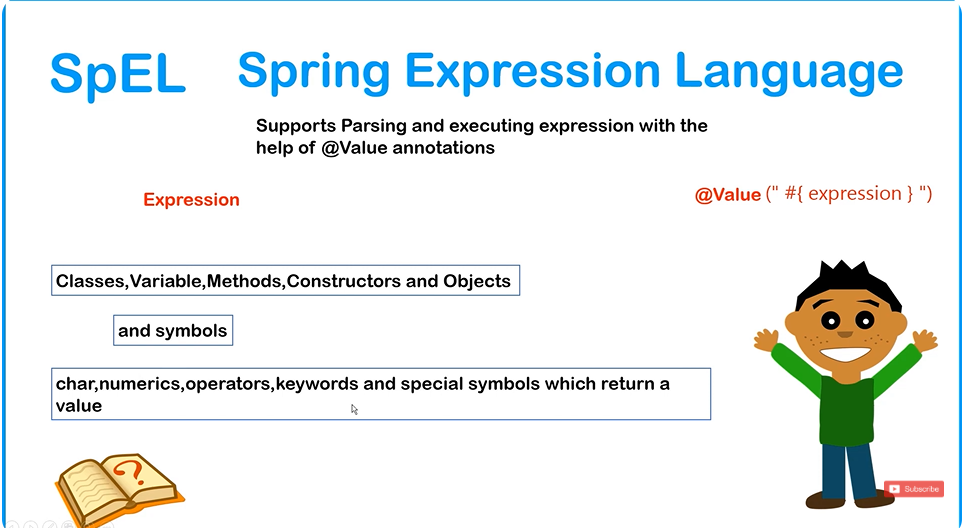 SpEL Spring Expression Language
Supports Parsing and executing expression with the
help of @Value annotations
Expression
@Value (" #{ expression } ")
Classes,Variable,Methods,Constructors and Objects
and symbols
char,numerics,operators,keywords and special symbols which return a
value
?
Subscribe